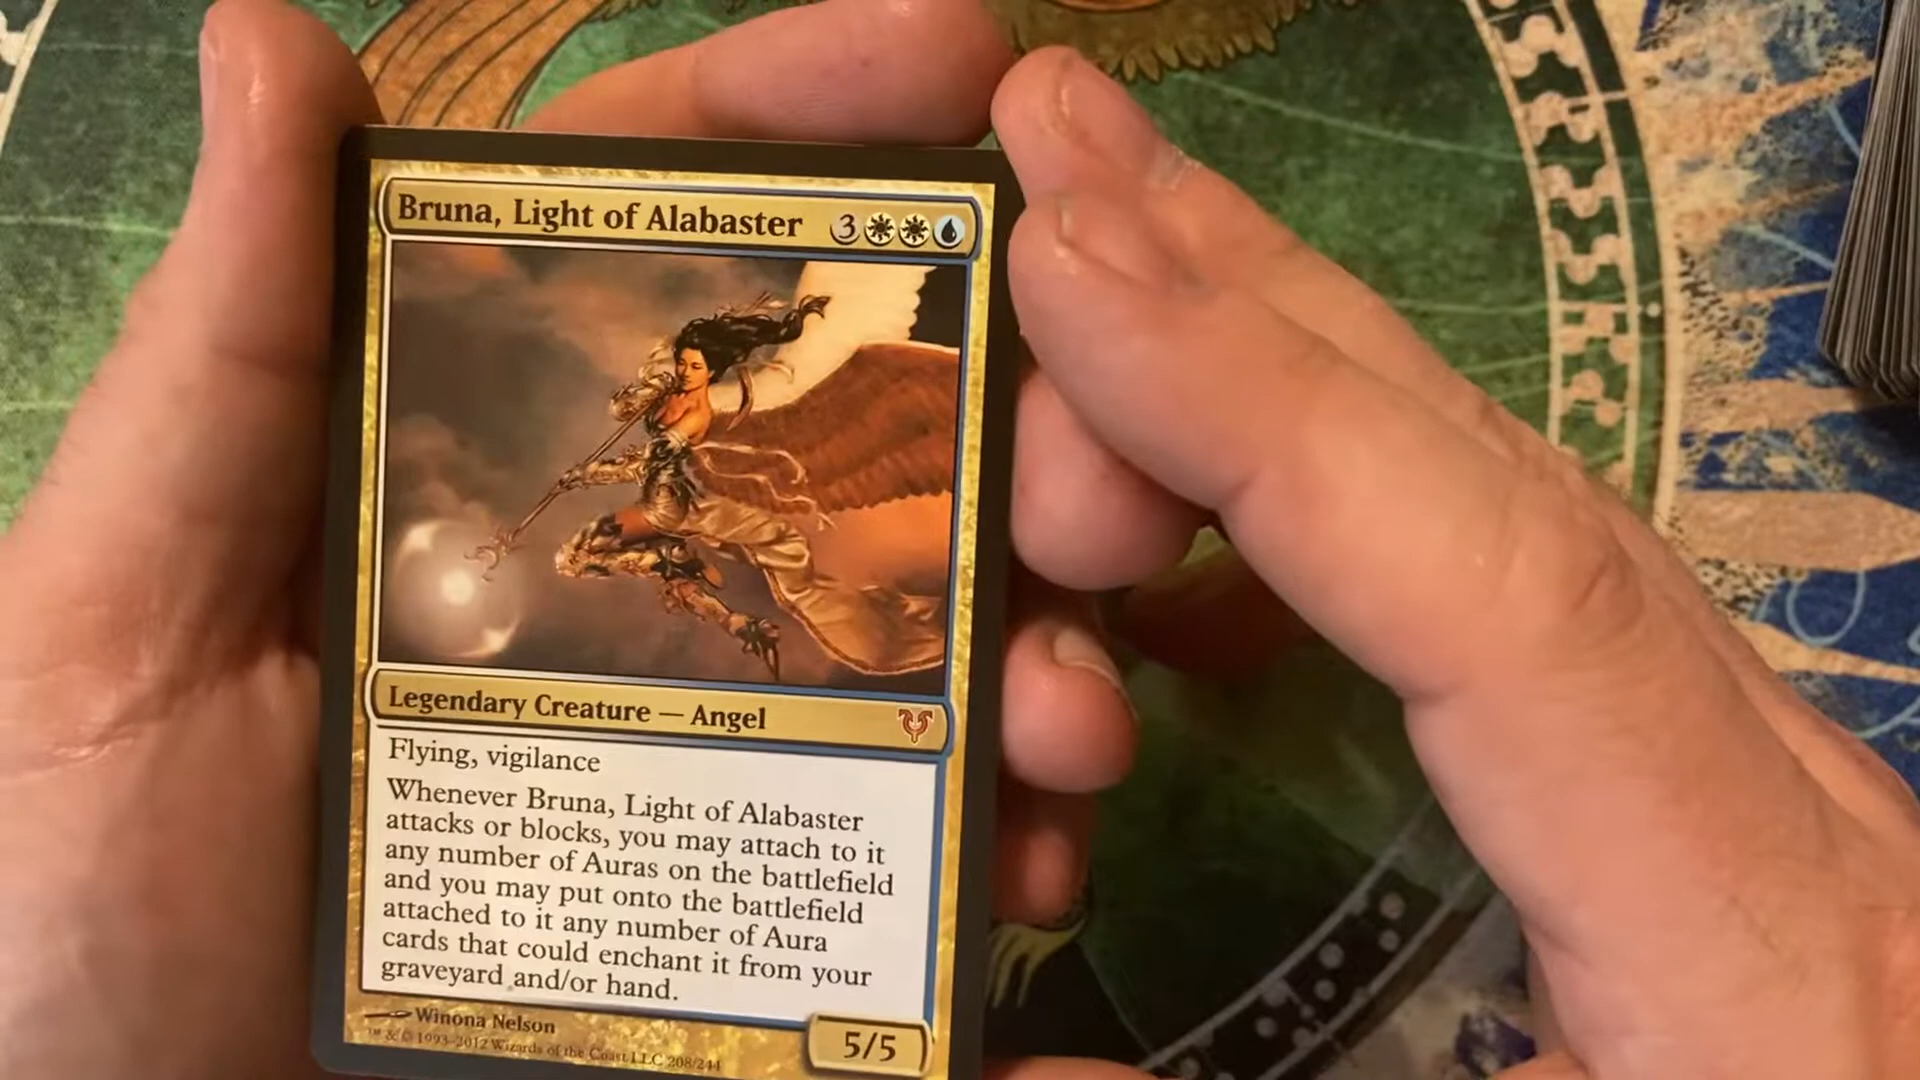 Bruna, Light of Alabaster 3
Legendary Creature — Angel
Flying, vigilance
Whenever Bruna, Light of Alabaster
attacks or blocks, you may attach to it
any number of Auras on the battlefield
and you may put onto the battlefield
attached to it any number of Aura
cards that could enchant it from your
graveyard and/or hand.
Winona Nelson
™ & © 1993–2012 Wizards of the Coast LLC 208/244
5/5